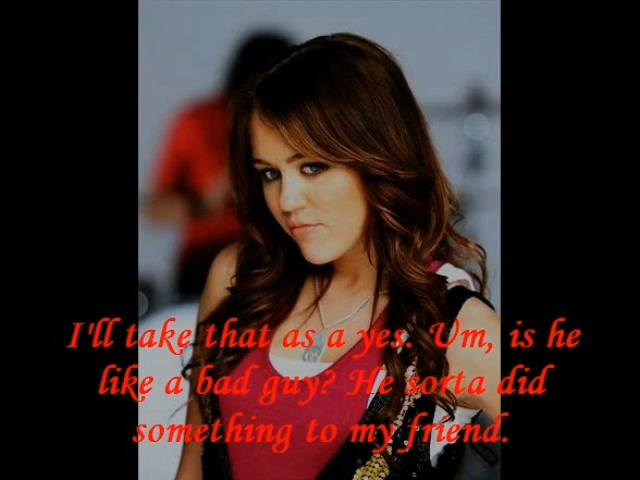 I'll take that as a yes. Um, is he
like a bad guy? He sorta did
something to my friend.